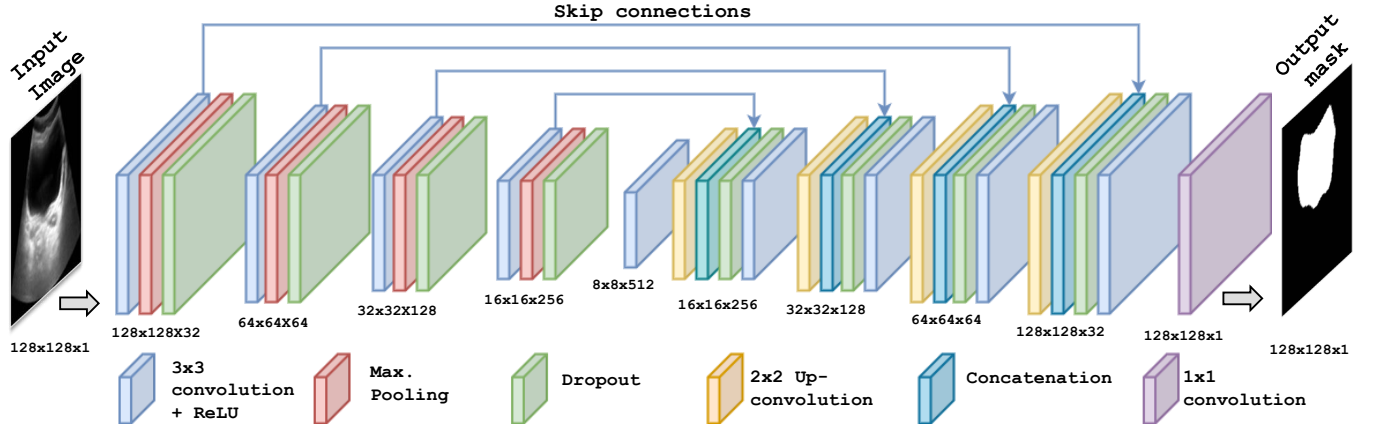 Skip connections
Input
Image
Output
mask
128x128x1
128x128X32
64x64X64
32x32X128
16x16x256
8x8x512
16x16x256
32x32x128
64x64x64
128x128x32
128x128x1
128x128x1
3x3
convolution
+ ReLU
Max.
Pooling
Dropout
2x2 Up-
convolution
Concatenation
1x1
convolution